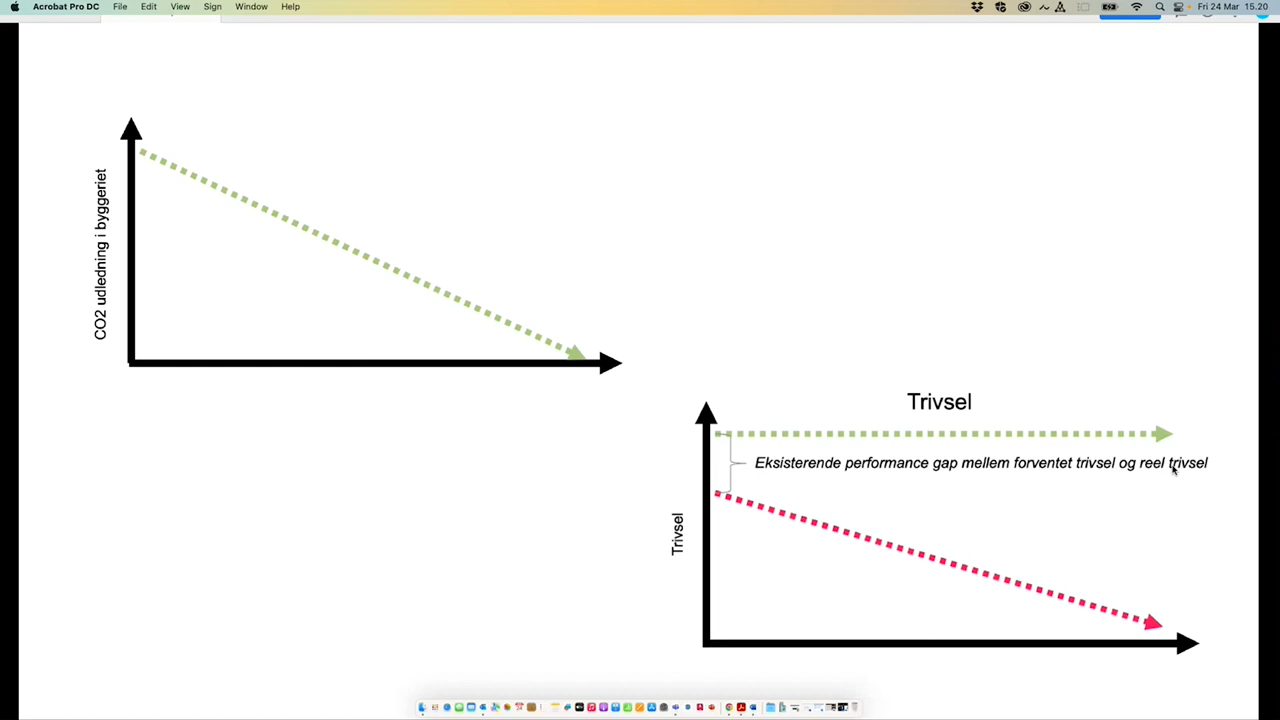 Acrobat Pro DC File Edit View Window Sign Help Fri 24 Mar 15.20
CO2 udledning i byggeriet
Trivsel
Eksisterende performance gap mellem forventet trivsel og reel trivsel
Trivsel